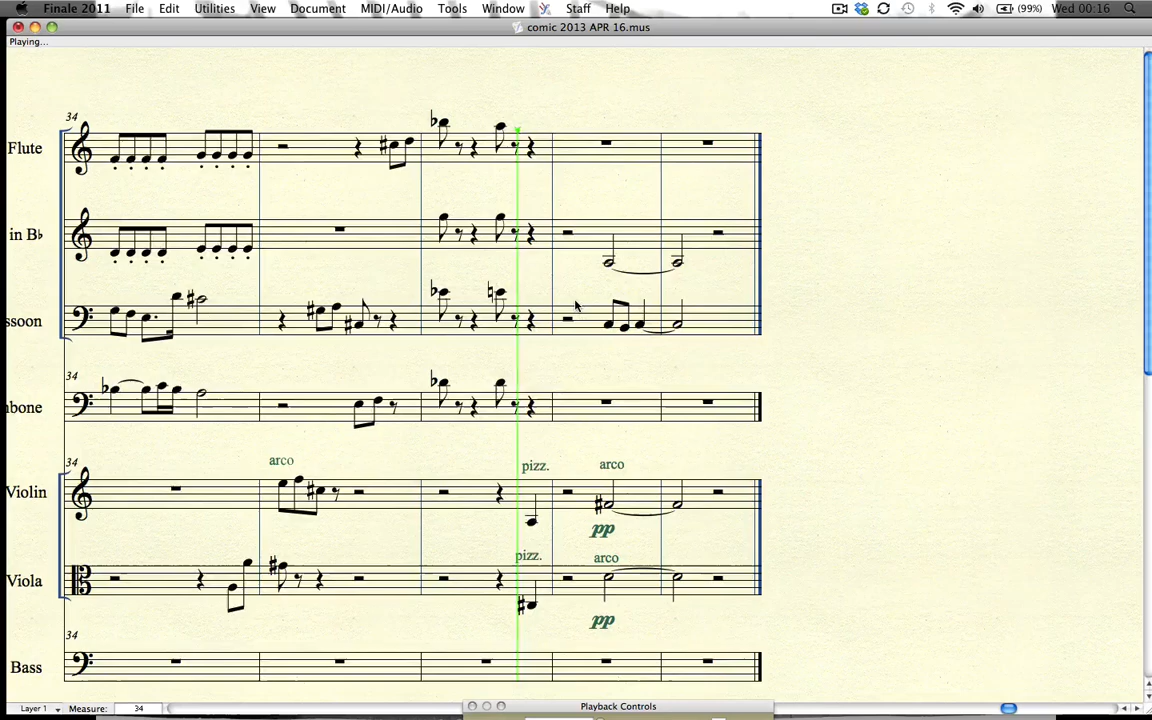 Finale 2011 File Edit Utilities View Document MIDI/Audio Tools Window Staff Help (99%) Wed 00:16
comic 2013 APR 16.mus
Playing...
34
Flute
in B♭
ssoon
34
nbone
34
arco pizz. arco
Violin
pp
pizz. arco
Viola
pp
34
Bass
Layer 1 Measure: 34
Playback Controls